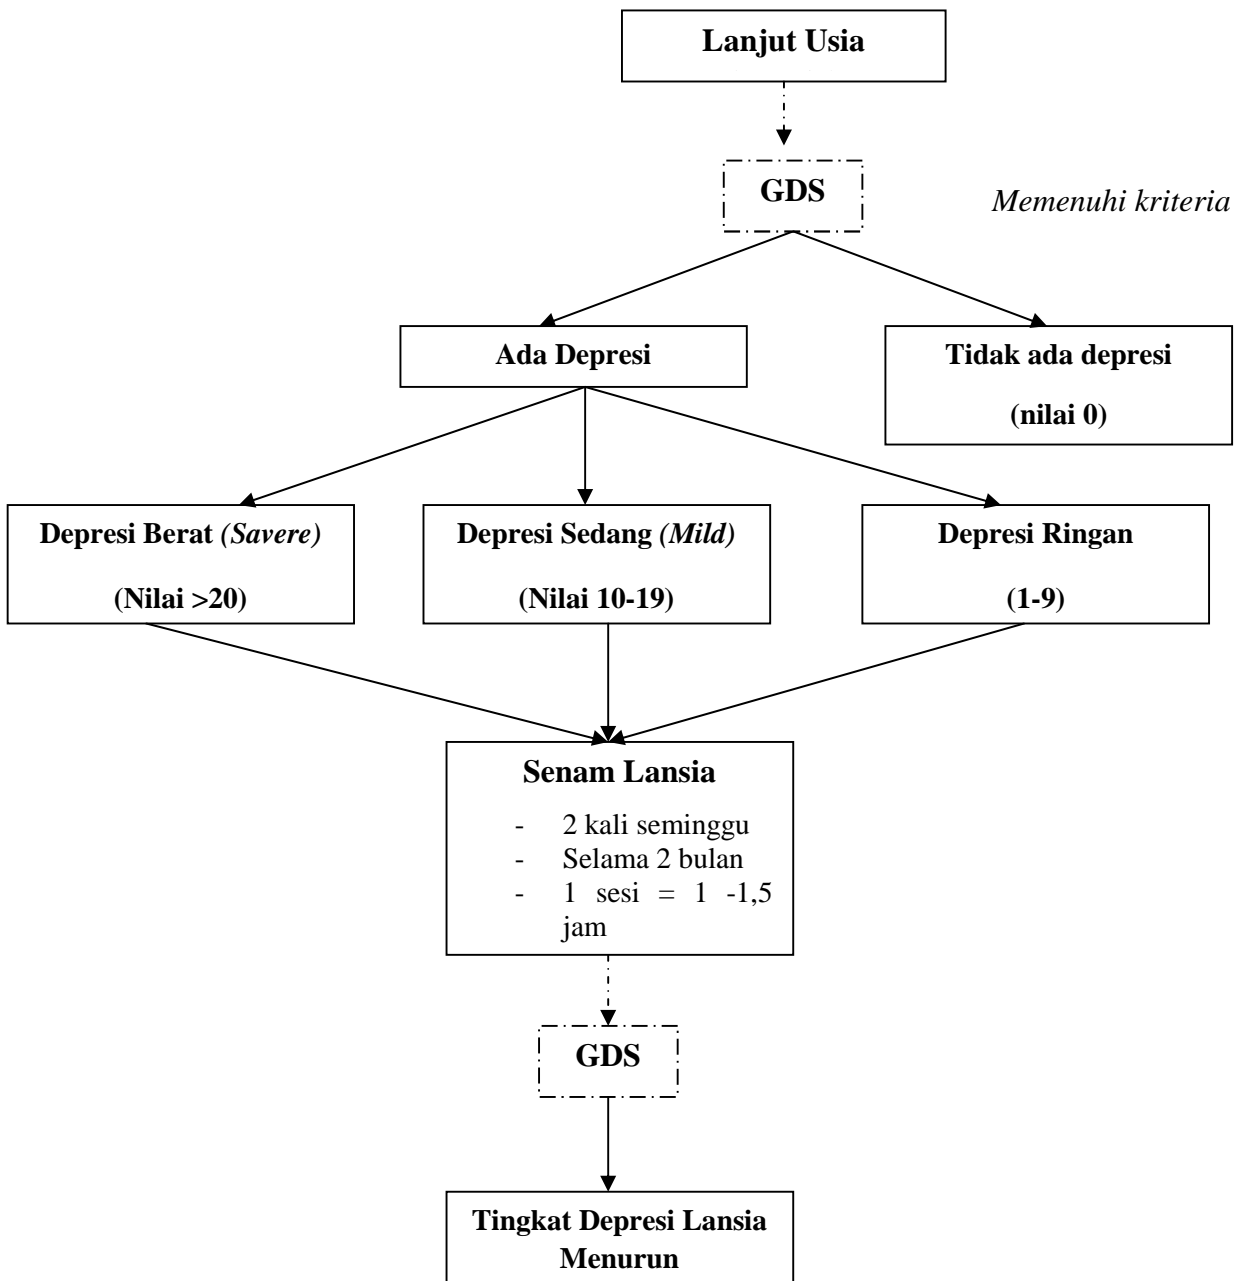 Lanjut Usia
GDS
Memenuhi kriteria
Ada Depresi
Tidak ada depresi
(nilai 0)
Depresi Berat (Savere)
(Nilai >20)
Depresi Sedang (Mild)
(Nilai 10-19)
Depresi Ringan
(1-9)
Senam Lansia
- 2 kali seminggu
- Selama 2 bulan
- 1 sesi = 1 -1,5
jam
GDS
Tingkat Depresi Lansia
Menurun